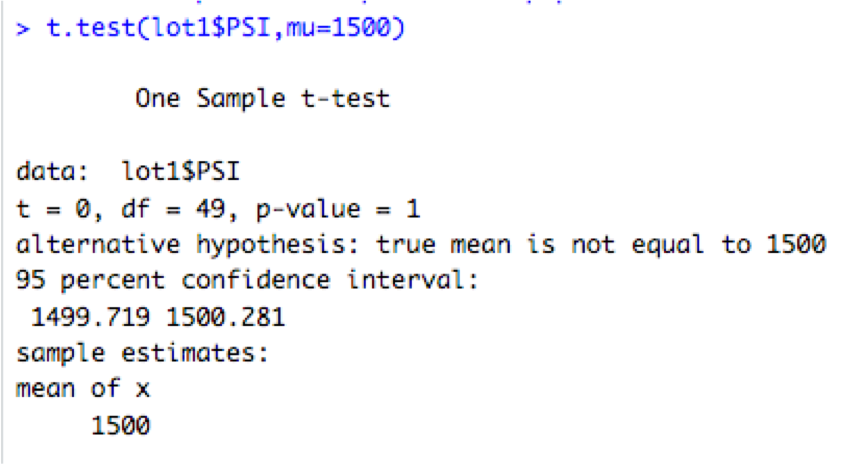 > t.test(lot1$PSI,mu=1500)
One Sample t-test
data:  lot1$PSI
t = 0, df = 49, p-value = 1
alternative hypothesis: true mean is not equal to 1500
95 percent confidence interval:
1499.719 1500.281
sample estimates:
mean of x
1500